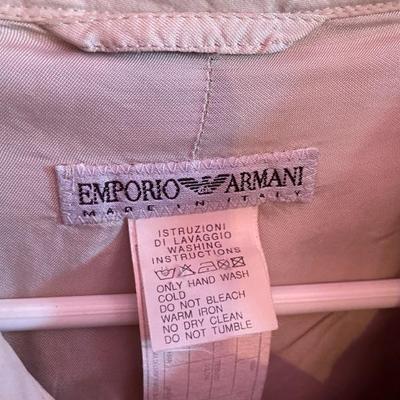 EMPORIO ARMANI
MADE IN ITALY
ISTRUZIONI
DI LAVAGGIO
WASHING
INSTRUCTIONS
ONLY HAND WASH
COLD
DO NOT BLEACH
WARM IRON
NO DRY CLEAN
DO NOT TUMBLE